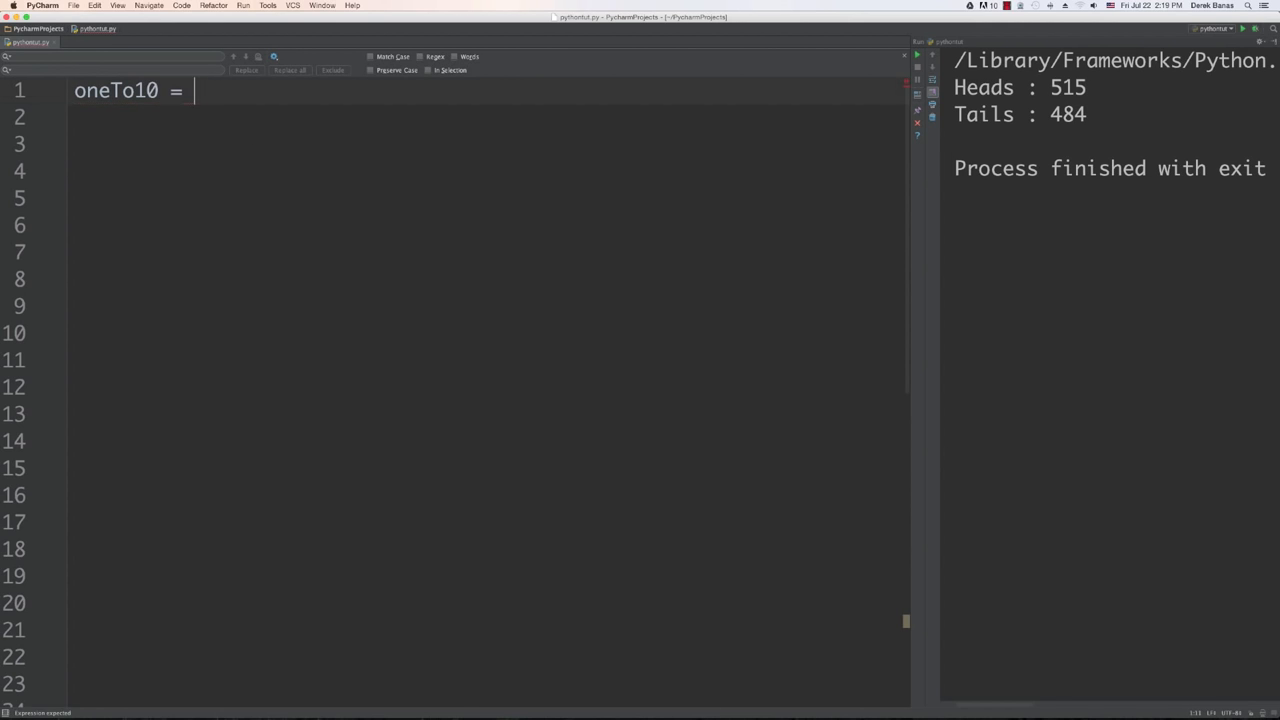 PyCharm File Edit View Navigate Code Refactor Run Tools VCS Window Help 10 Fri Jul 22 2:19 PM Derek Banas
pythontut.py - PycharmProjects - [~/PycharmProjects]
PycharmProjects pythontut.py pythontut
pythontut.py Run: pythontut
Match Case Regex Words
Replace Replace all Exclude Preserve Case In Selection
1 oneTo10 =
2
3
4
5
6
7
8
9
10
11
12
13
14
15
16
17
18
19
20
21
22
23
/Library/Frameworks/Python.
Heads : 515
Tails : 484
Process finished with exit
Expression expected 1:11 LF÷ UTF-8÷